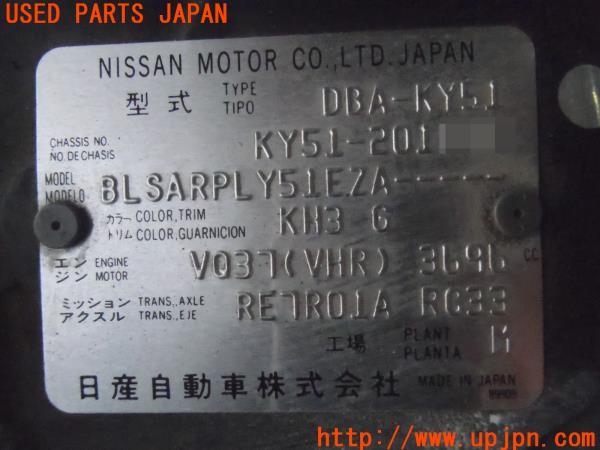 USED PARTS JAPAN
NISSAN MOTOR CO.,LTD.JAPAN
型式 TYPE TIPO DBA-KY51
CHASSIS NO. NO.DE CHASIS KY51-201
MODEL MODELO BLSARPLY51EZA-----
カラー COLOR,TRIM トリム COLOR,GUARNICION KH3 G
エンジン ENGINE MOTOR VQ37(VHR) 3696 CC
ミッション TRANS.,AXLE アクスル TRANS.,EJE RE7R01A RC33
工場 PLANT PLANTA
日産自動車株式会社 MADE IN JAPAN
http://www.upjpn.com/